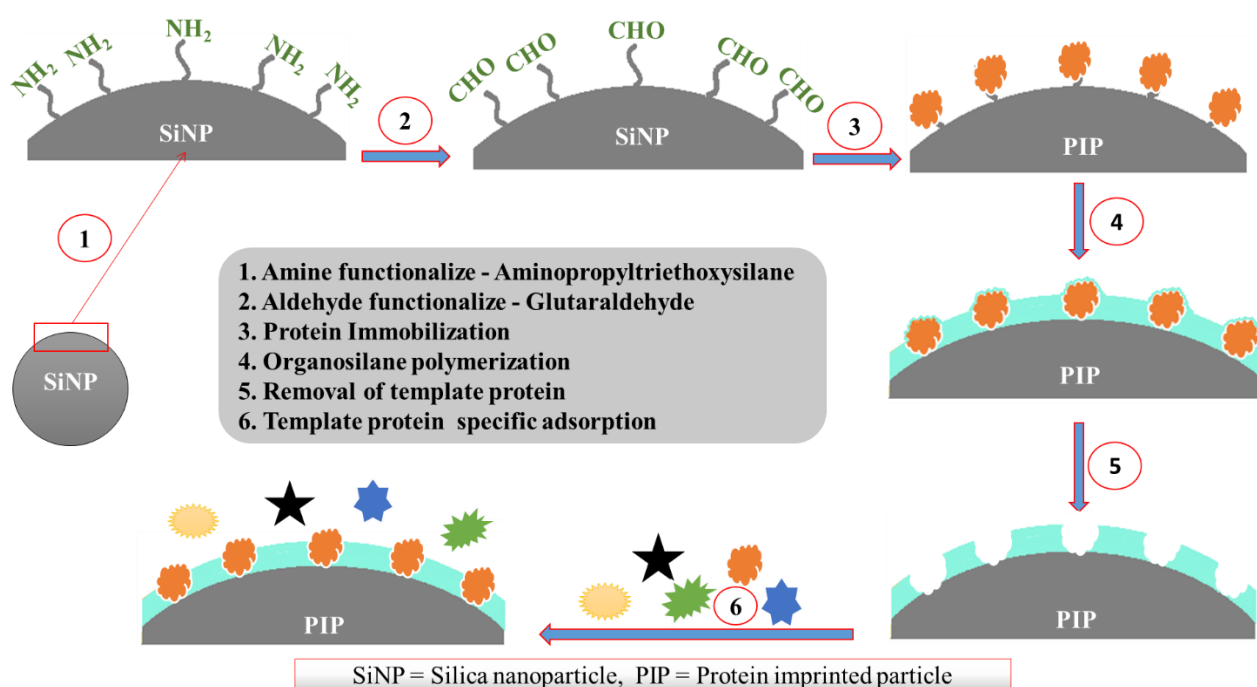 NH₂
NH₂
NH₂
NH₂
NH₂
SiNP
2
CHO
CHO
CHO
CHO
CHO
SiNP
3
PIP
1
4
SiNP
1. Amine functionalize - Aminopropyltriethoxysilane
2. Aldehyde functionalize - Glutaraldehyde
3. Protein Immobilization
4. Organosilane polymerization
5. Removal of template protein
6. Template protein specific adsorption
PIP
5
PIP
6
PIP
SiNP = Silica nanoparticle, PIP = Protein imprinted particle